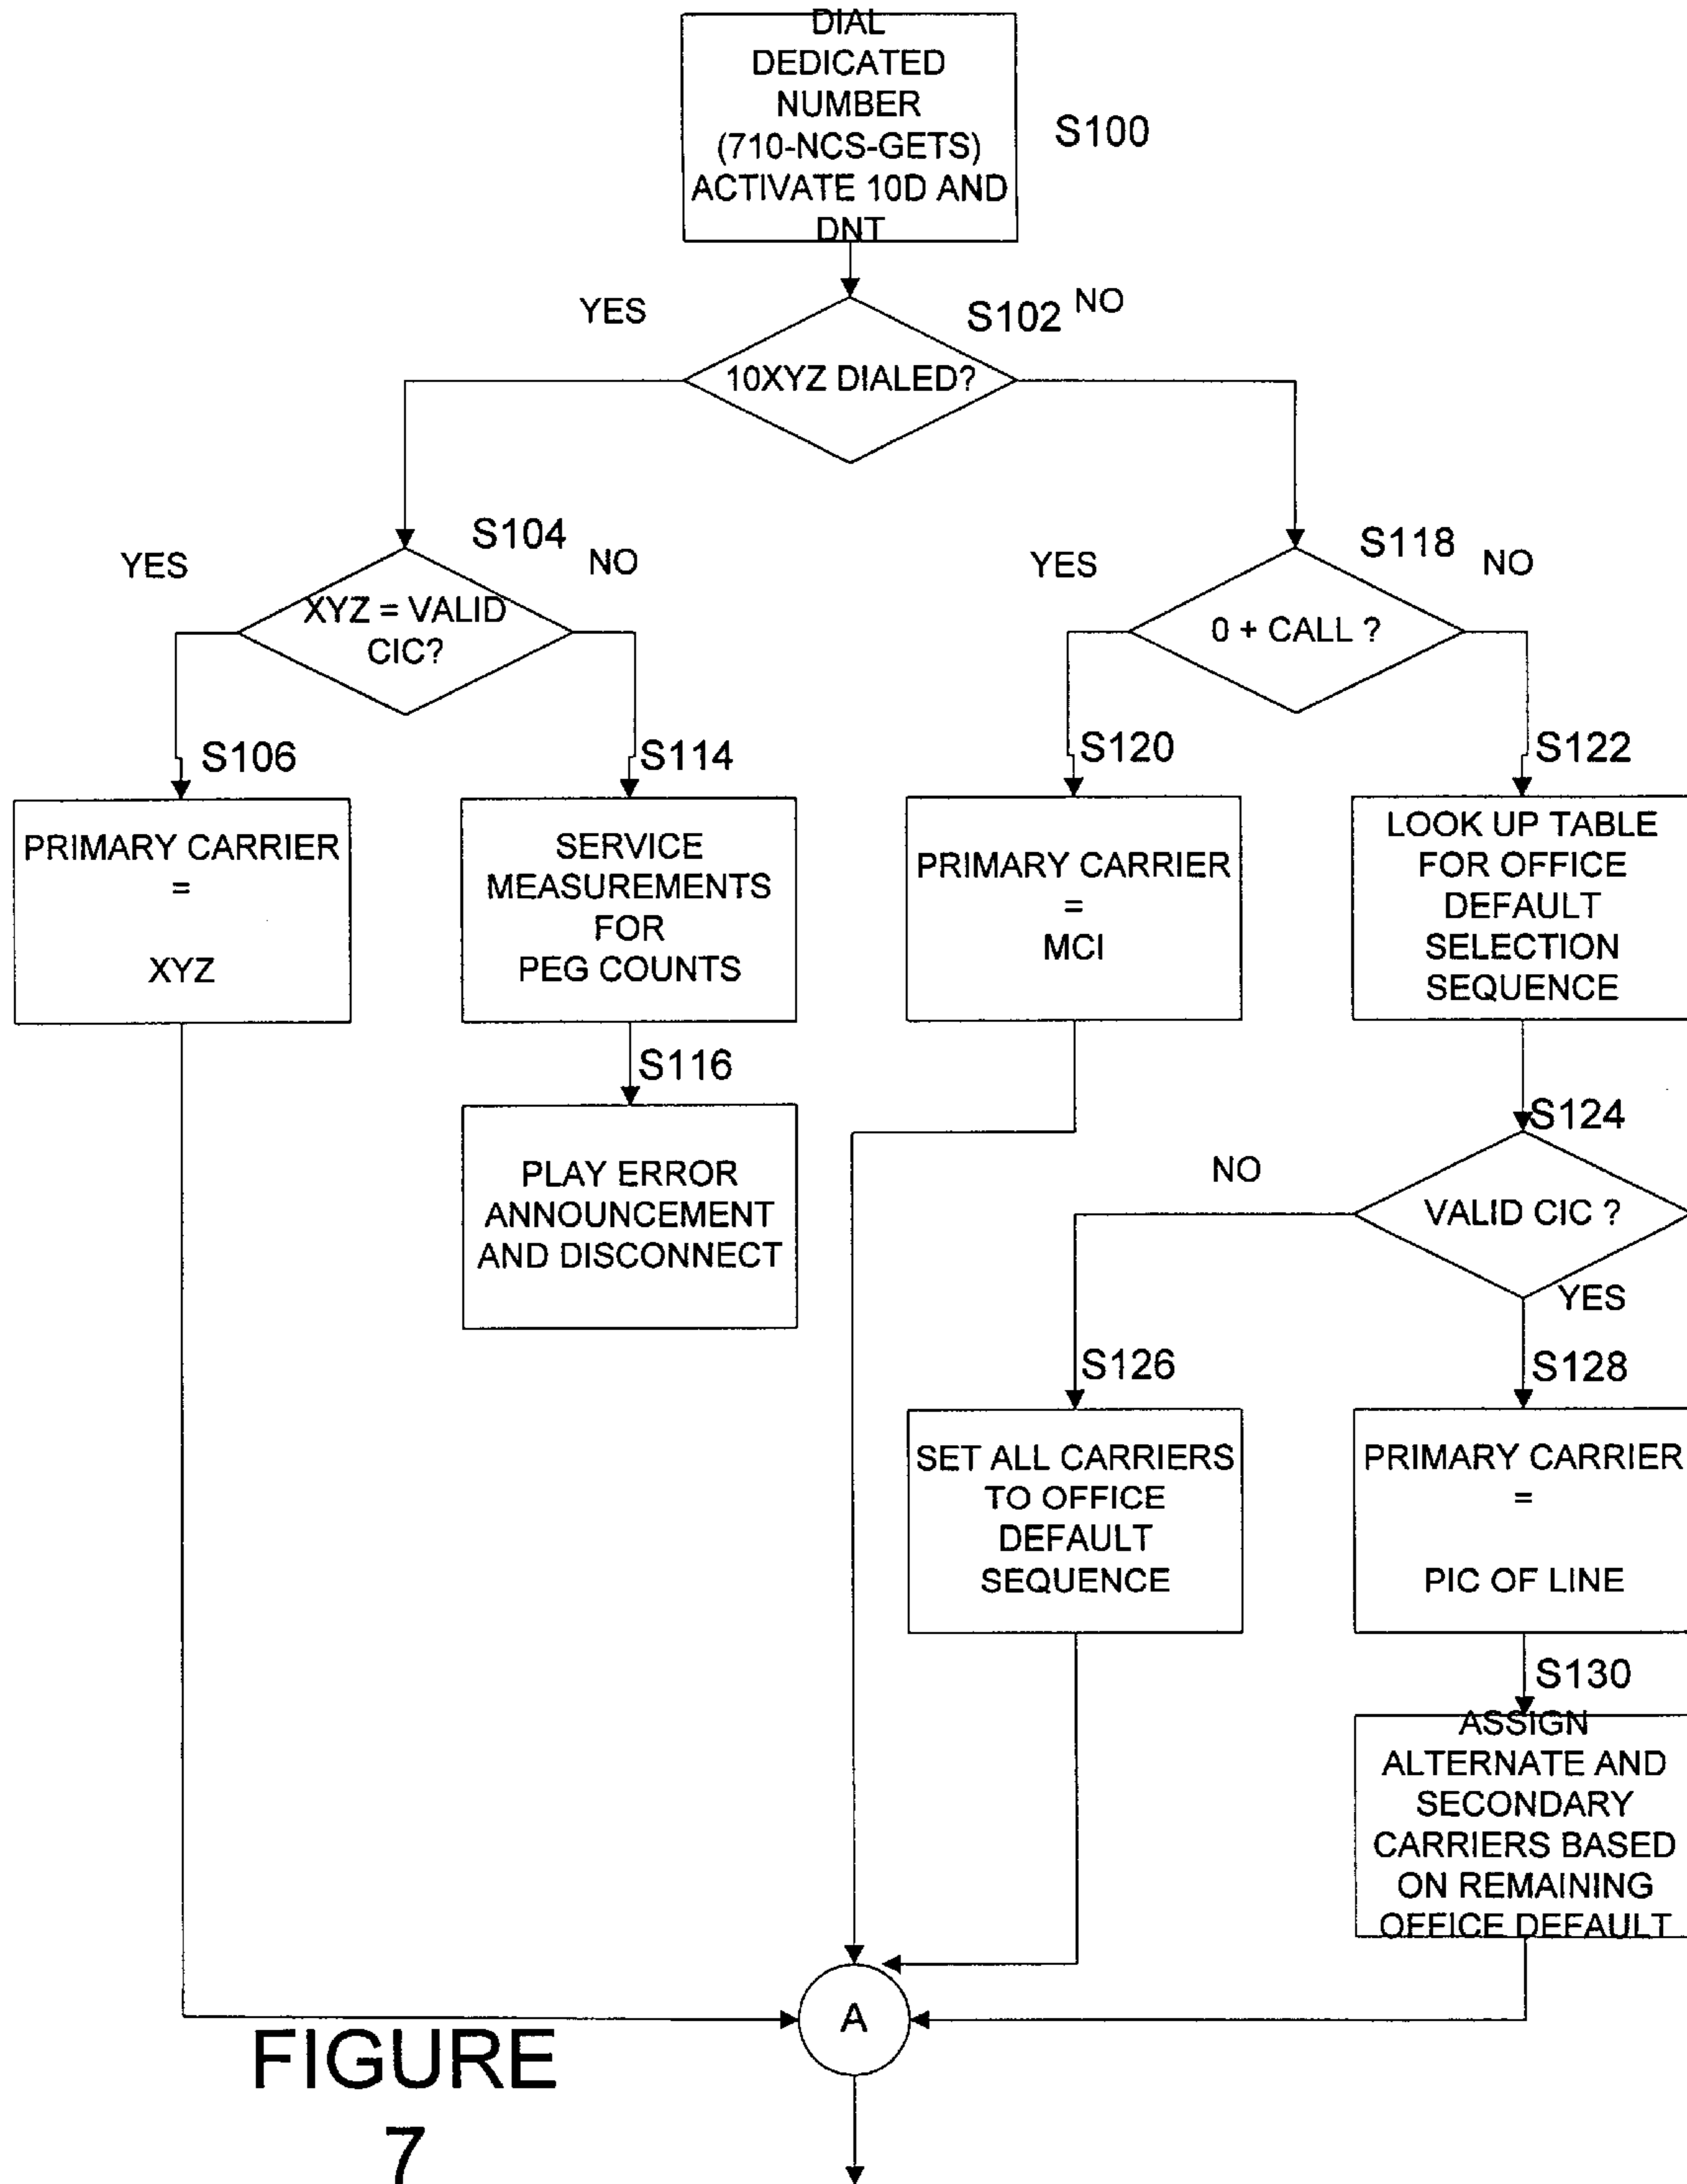 DIAL
DEDICATED
NUMBER
(710-NCS-GETS)
ACTIVATE 10D AND
DNT
S100
YES
S102
NO
10XYZ DIALED?
YES
S104
NO
XYZ = VALID
CIC?
YES
S118
NO
0 + CALL ?
S106
PRIMARY CARRIER
=
XYZ
S114
SERVICE
MEASUREMENTS
FOR
PEG COUNTS
S120
PRIMARY CARRIER
=
MCI
S122
LOOK UP TABLE
FOR OFFICE
DEFAULT
SELECTION
SEQUENCE
S116
PLAY ERROR
ANNOUNCEMENT
AND DISCONNECT
S124
NO
VALID CIC ?
YES
S126
SET ALL CARRIERS
TO OFFICE
DEFAULT
SEQUENCE
S128
PRIMARY CARRIER
=
PIC OF LINE
S130
ASSIGN
ALTERNATE AND
SECONDARY
CARRIERS BASED
ON REMAINING
OFFICE DEFAULT
A
FIGURE
7